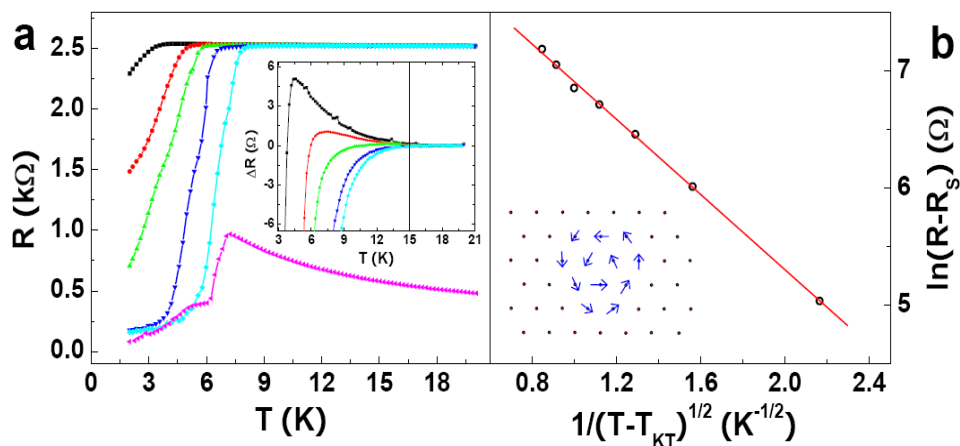 a
R (kΩ)
2.5
2.0
1.5
1.0
0.5
0.0
0 3 6 9 12 15 18
T (K)
ΔR (Ω)
6
3
0
-3
-6
3 6 9 12 15 18 21
T (K)
b
7
6
5
ln(R-R_S) (Ω)
0.8 1.2 1.6 2.0 2.4
1/(T-T_KT)^1/2 (K^-1/2)